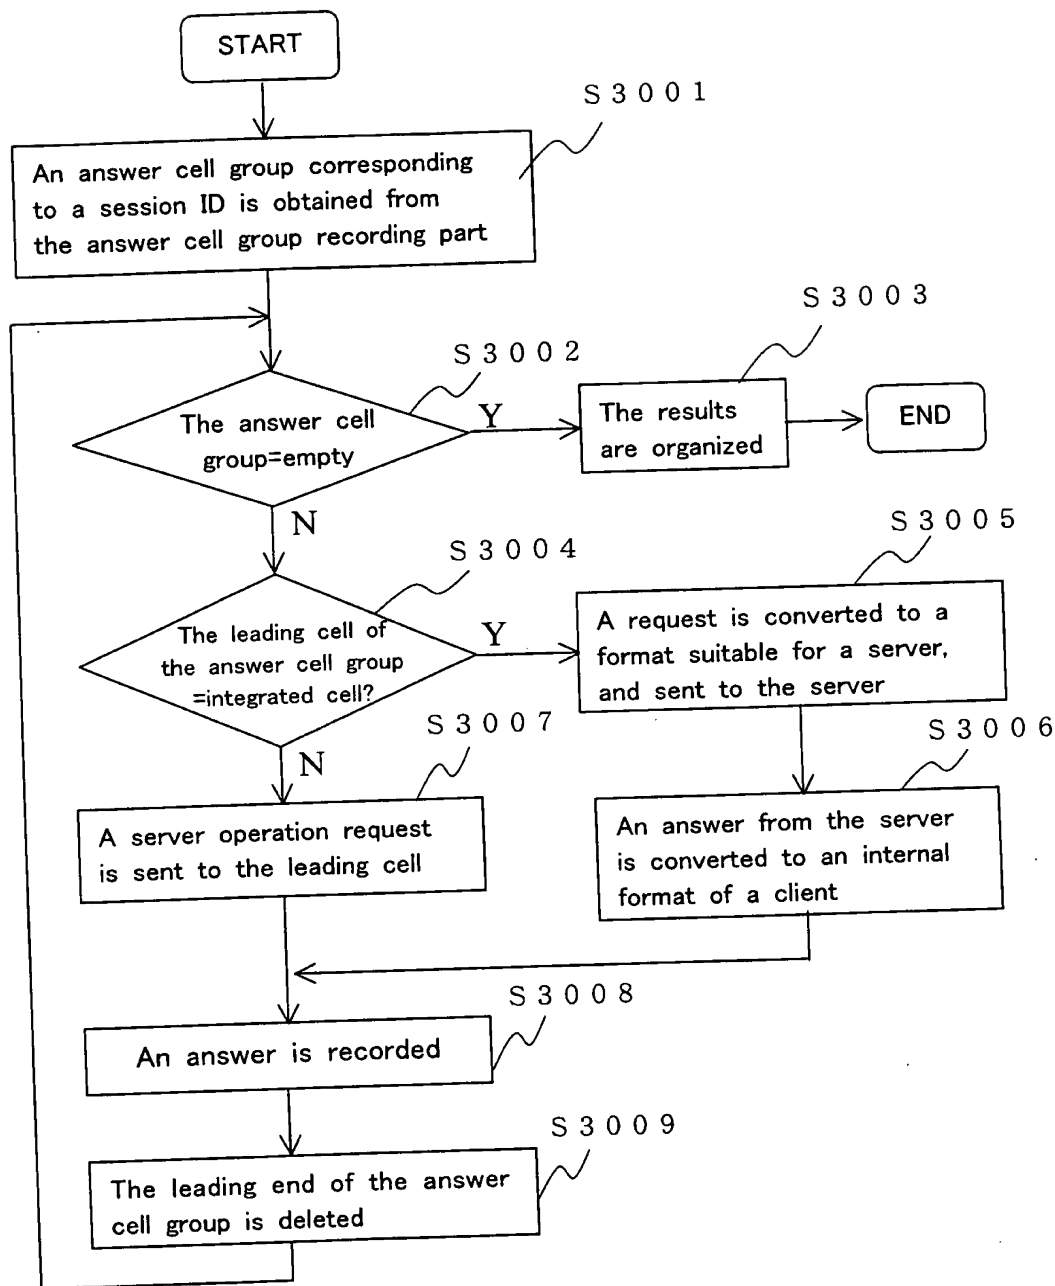 START
S3001
An answer cell group corresponding
to a session ID is obtained from
the answer cell group recording part
S3002
S3003
The answer cell
group=empty
Y
The results
are organized
END
N
S3004
S3005
The leading cell of
the answer cell group
=integrated cell?
Y
A request is converted to a
format suitable for a server,
and sent to the server
N
S3007
S3006
A server operation request
is sent to the leading cell
An answer from the server
is converted to an internal
format of a client
S3008
An answer is recorded
S3009
The leading end of the answer
cell group is deleted